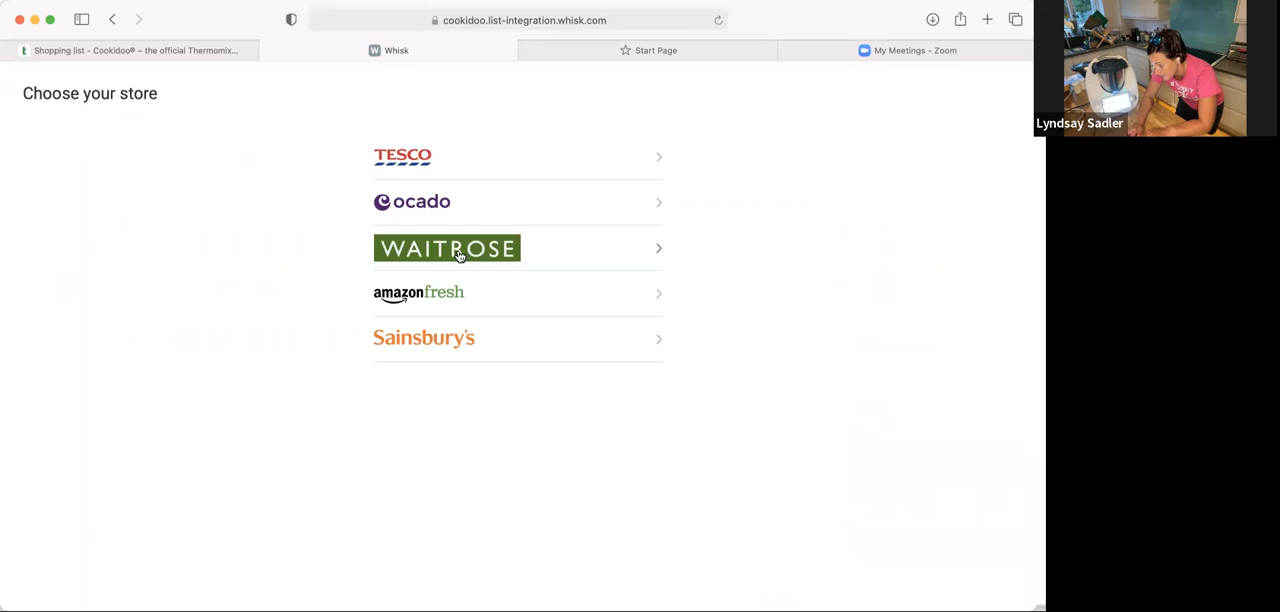 cookidoo.list-integration.whisk.com
t Shopping list - Cookidoo® – the official Thermomix...
W Whisk
Start Page
My Meetings - Zoom
Choose your store
TESCO
ocado
WAITROSE
amazonfresh
Sainsbury's
Lyndsay Sadler